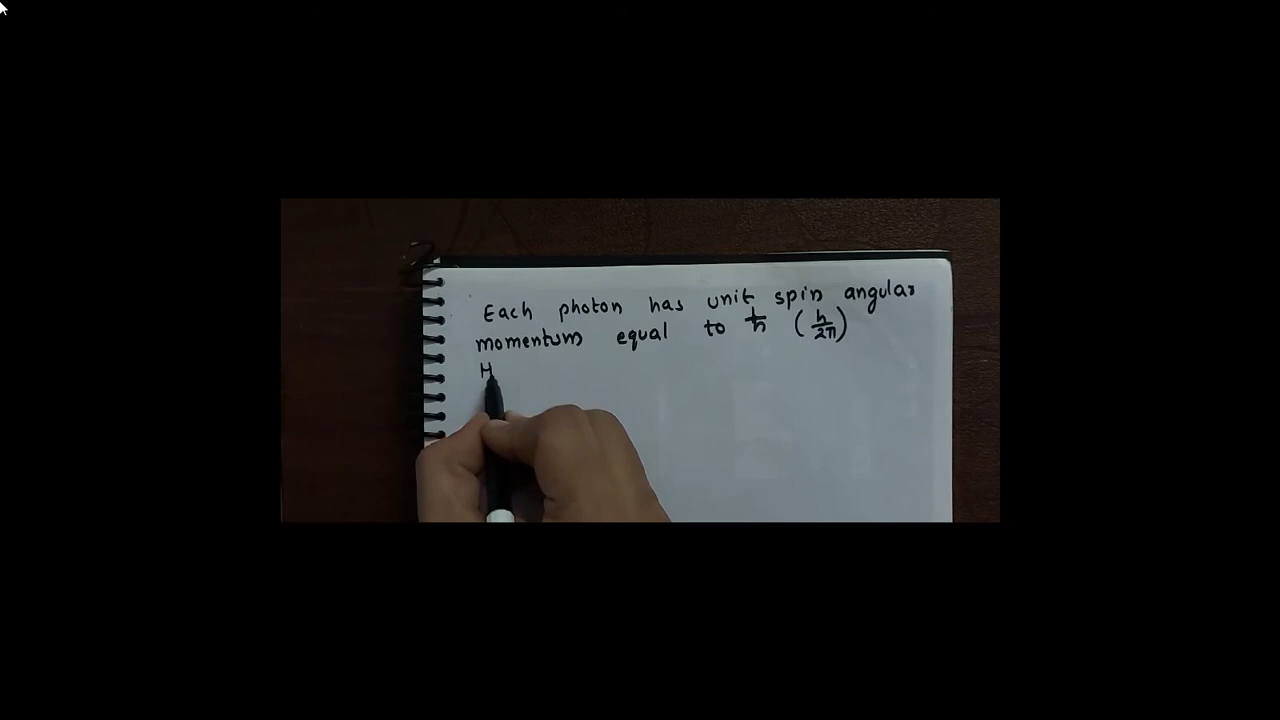 Each photon has unit spin angular
momentum equal to ħ (h/2π)
H